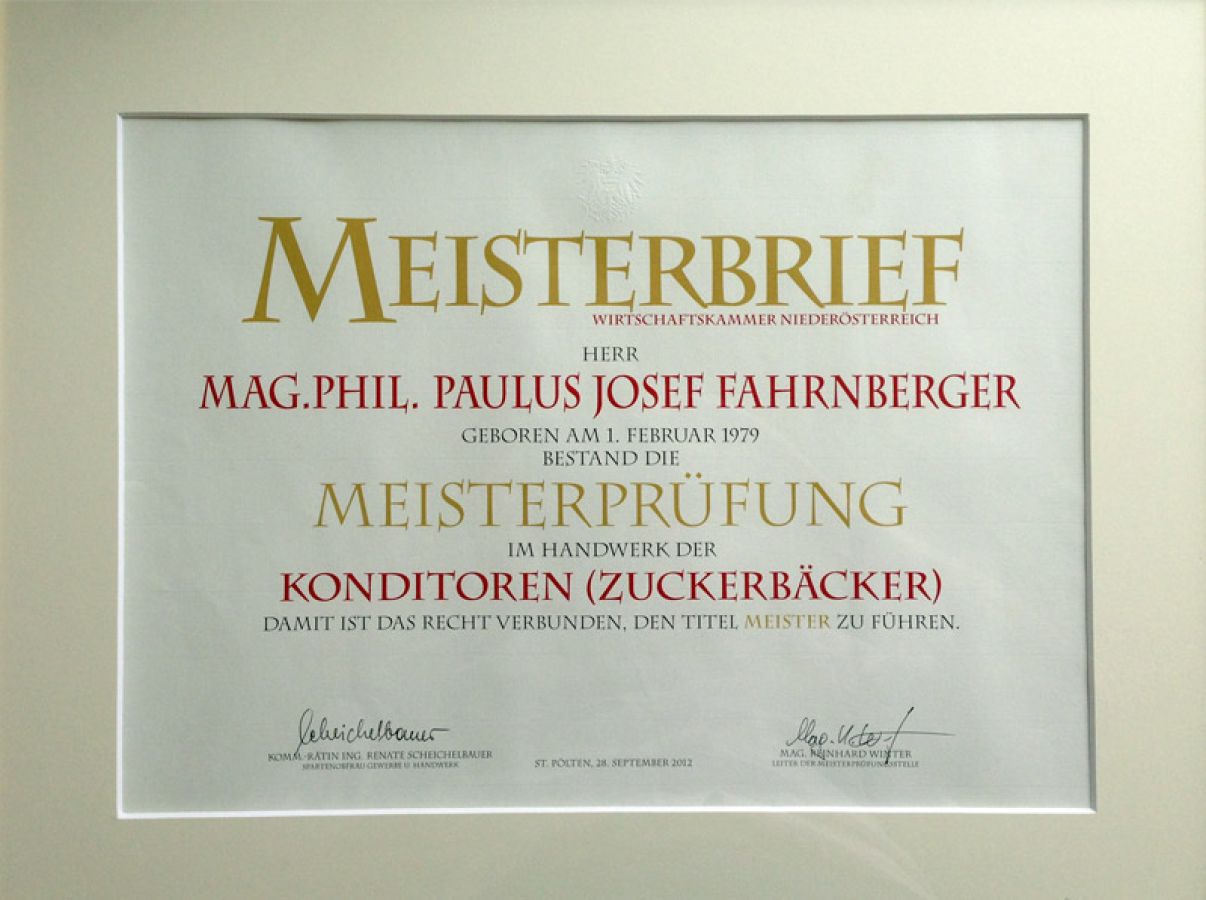 MEISTERBRIEF
WIRTSCHAFTSKAMMER NIEDERÖSTERREICH
HERR
MAG.PHIL. PAULUS JOSEF FAHRNBERGER
GEBOREN AM 1. FEBRUAR 1979
BESTAND DIE
MEISTERPRÜFUNG
IM HANDWERK DER
KONDITOREN (ZUCKERBÄCKER)
DAMIT IST DAS RECHT VERBUNDEN, DEN TITEL MEISTER ZU FÜHREN.
Scheichelbauer
KOMM.-RÄTIN ING. RENATE SCHEICHELBAUER
SPARTENOBFRAU GEWERBE U. HANDWERK
ST. PÖLTEN, 28. SEPTEMBER 2012
Mag. Winter
MAG. REINHARD WINTER
LEITER DER MEISTERPRÜFUNGSSTELLE